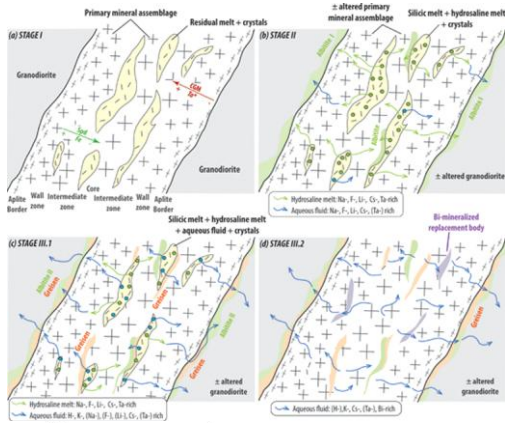 (a) STAGE I
Primary mineral assemblage
Residual melt + crystals
Granodiorite
CGN
Granodiorite
Aplite Border
Wall zone
Intermediate zone
Core
Intermediate zone
Wall zone
Aplite Border
(b) STAGE II
± altered primary
mineral assemblage
Silicic melt + hydrosaline
melt + crystals
Albitite I
Albitite I
± altered granodiorite
Hydrosaline melt: Na-, F-, Li-, Cs-, Ta-rich
Aqueous fluid: Na-, F-, Li-, Cs-, (Ta-) rich
(c) STAGE III.1
Silicic melt + hydrosaline melt +
aqueous fluid + crystals
Albitite II
Greisen
Greisen
Greisen
Albitite II
Greisen
± altered
granodiorite
Hydrosaline melt: Na-, F-, Li-, Cs-, Ta-rich
Aqueous fluid: H-, K-, (Na-), (F-), (Li-), Cs-, (Ta-) rich
(d) STAGE III.2
Bi-mineralized
replacement body
Greisen
± altered
granodiorite
Aqueous fluid: (H-), K-, Cs-, (Ta-), Bi-rich